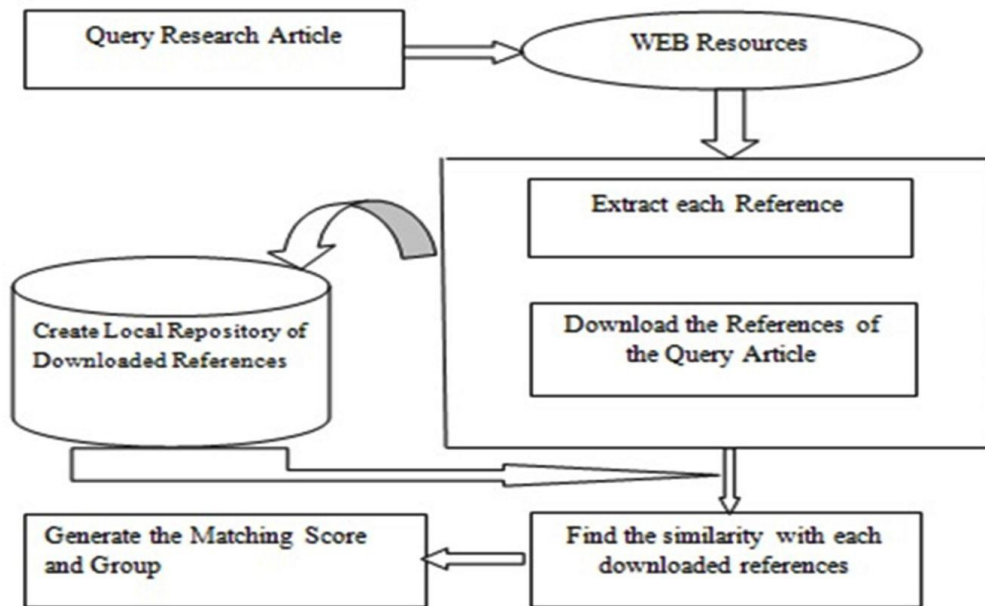 Query Research Article
WEB Resources
Extract each Reference
Download the References of
the Query Article
Create Local Repository of
Downloaded References
Find the similarity with each
downloaded references
Generate the Matching Score
and Group